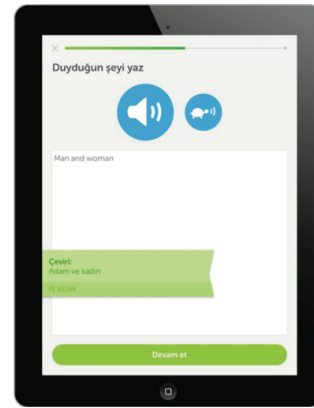 Duyduğun şeyi yaz
Man and woman
Çeviri:
Adam ve kadın
Devam et